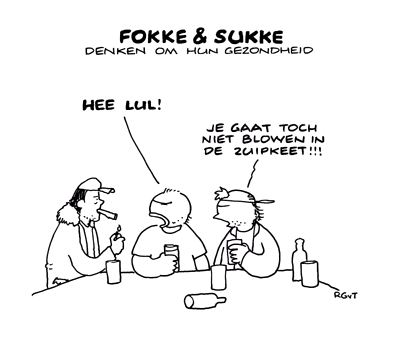 FOKKE & SUKKE
DENKEN OM HUN GEZONDHEID
HEE LUL!
JE GAAT TOCH
NIET BLOWEN IN
DE ZUIPKEET!!!
RGvT